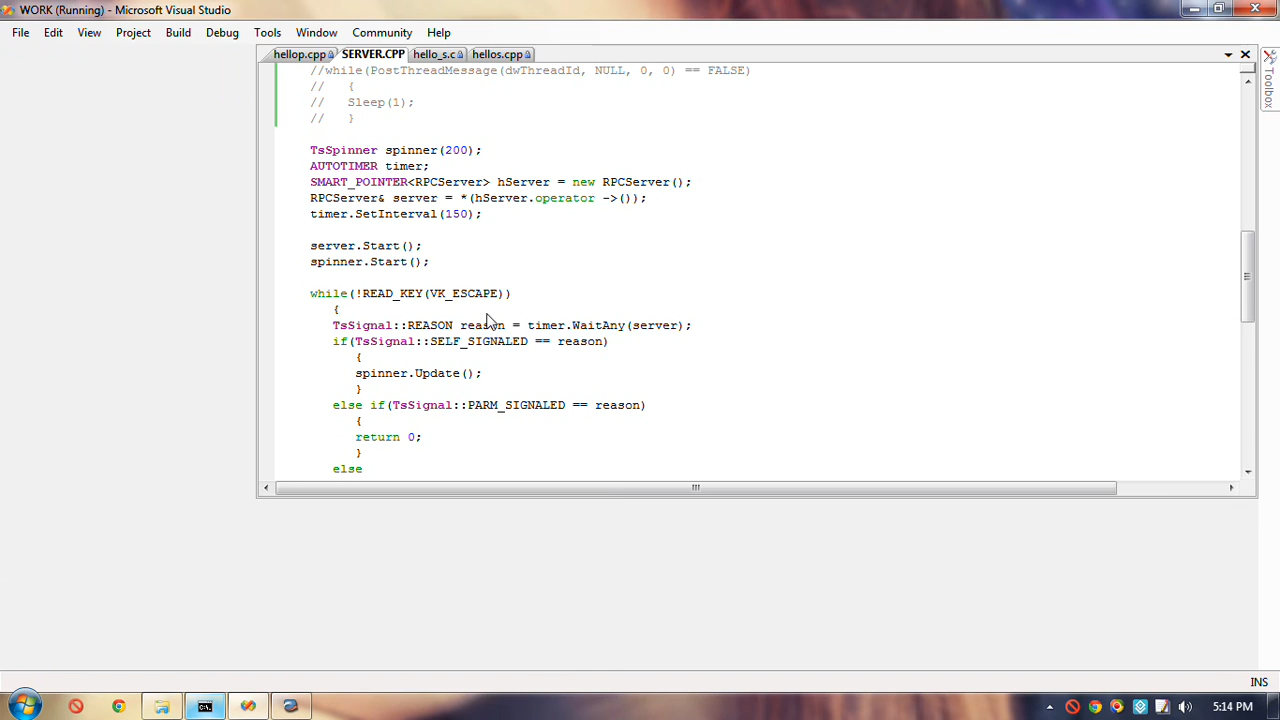 WORK (Running) - Microsoft Visual Studio
File Edit View Project Build Debug Tools Window Community Help
hellop.cpp SERVER.CPP hello_s.c hellos.cpp
Toolbox
//while(PostThreadMessage(dwThreadId, NULL, 0, 0) == FALSE)
// {
// Sleep(1);
// }
TsSpinner spinner(200);
AUTOTIMER timer;
SMART_POINTER<RPCServer> hServer = new RPCServer();
RPCServer& server = *(hServer.operator ->());
timer.SetInterval(150);
server.Start();
spinner.Start();
while(!READ_KEY(VK_ESCAPE))
{
TsSignal::REASON reason = timer.WaitAny(server);
if(TsSignal::SELF_SIGNALED == reason)
{
spinner.Update();
}
else if(TsSignal::PARM_SIGNALED == reason)
{
return 0;
}
else
INS
5:14 PM